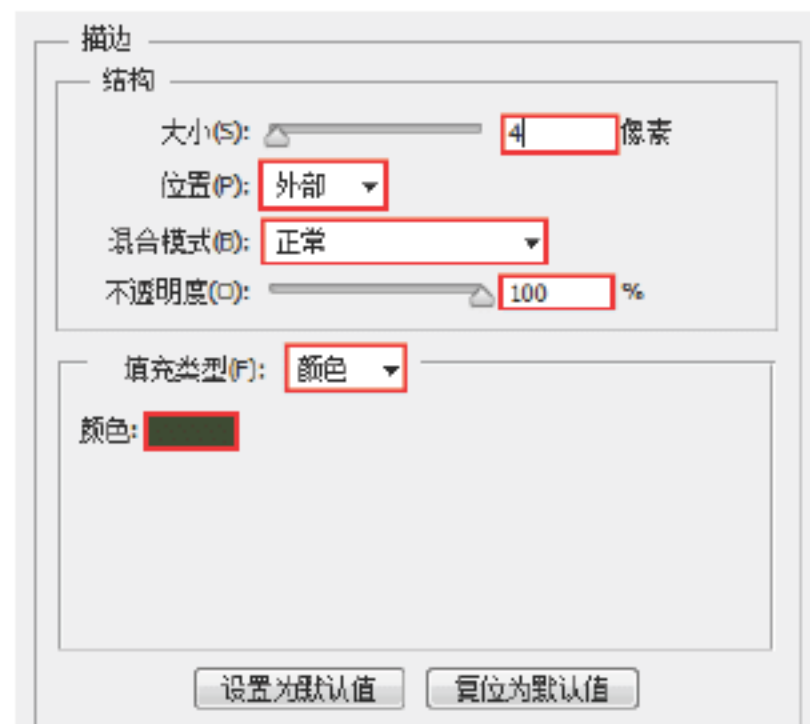 描边
结构
大小(S): 4 像素
位置(P): 外部
混合模式(B): 正常
不透明度(O): 100 %
填充类型(F): 颜色
颜色:
设置为默认值 复位为默认值